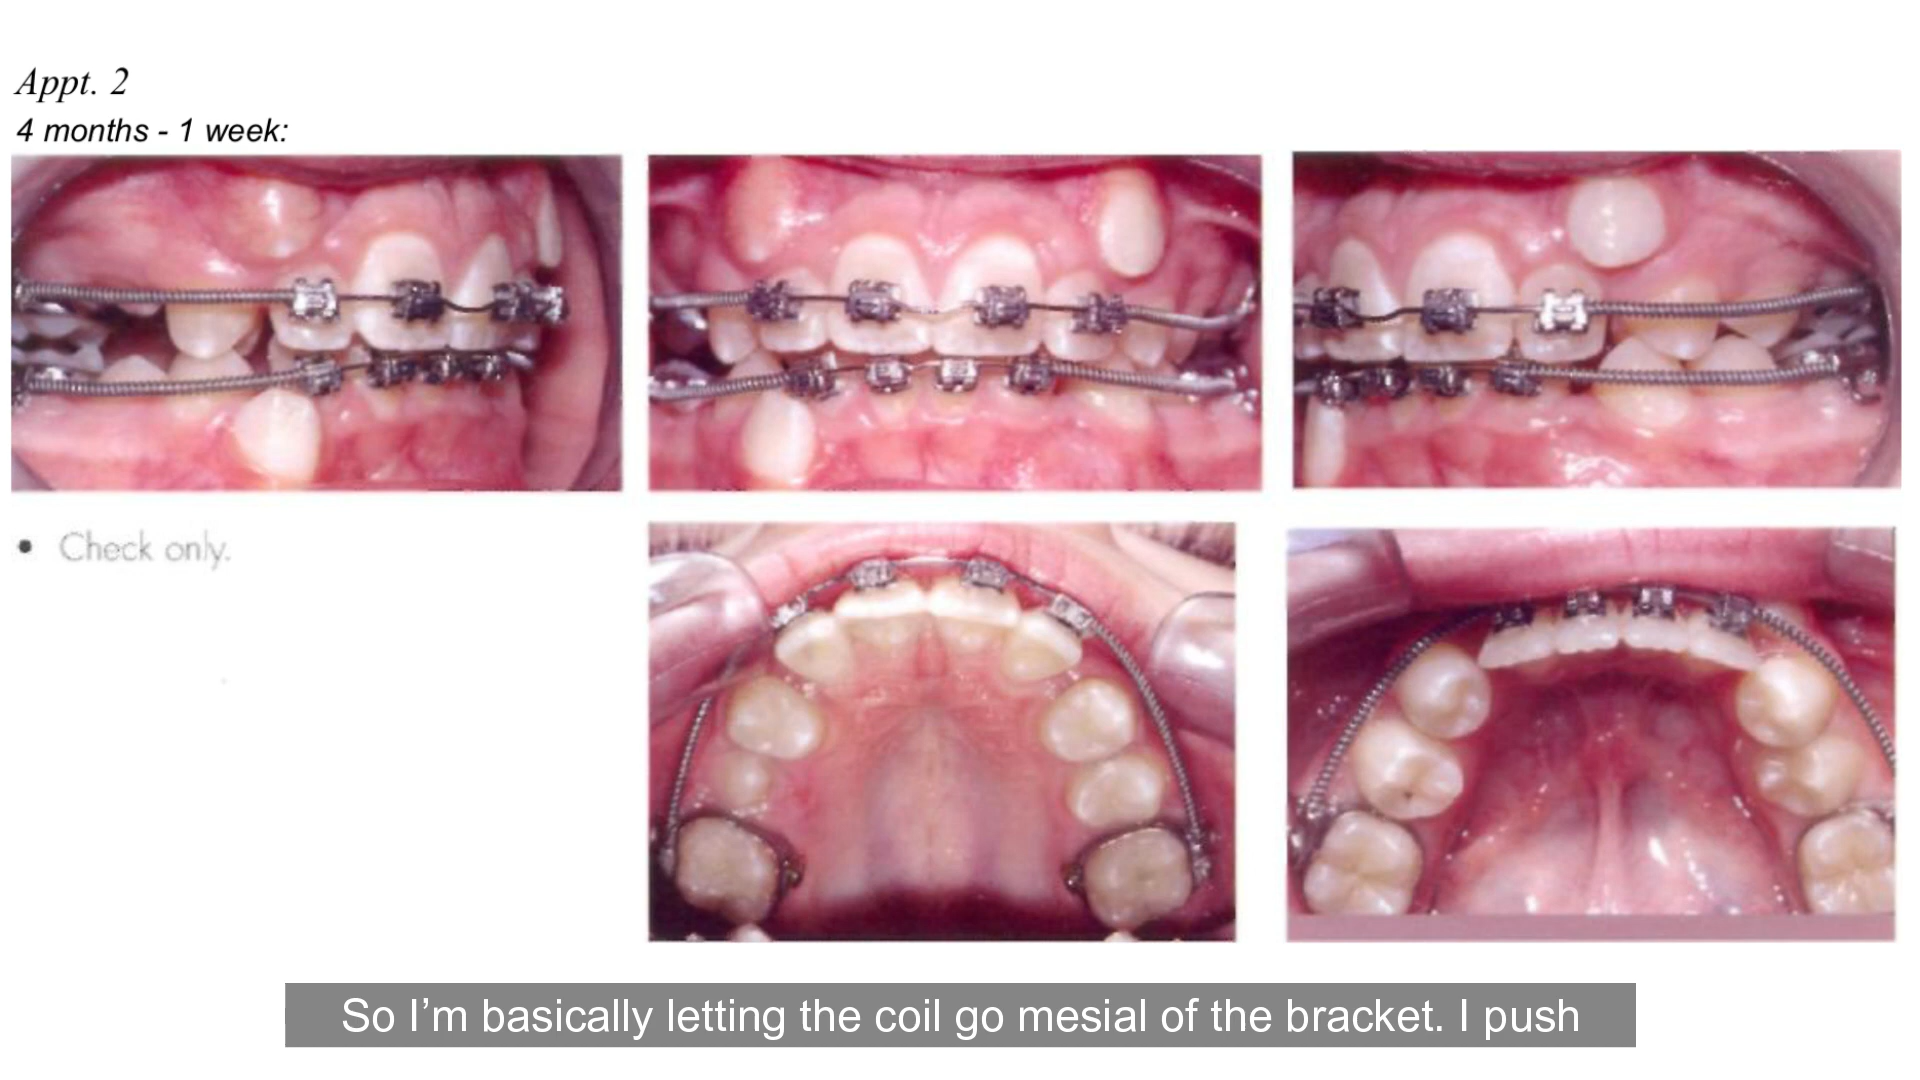 Appt. 2
4 months - 1 week:
• Check only.
So I’m basically letting the coil go mesial of the bracket. I push